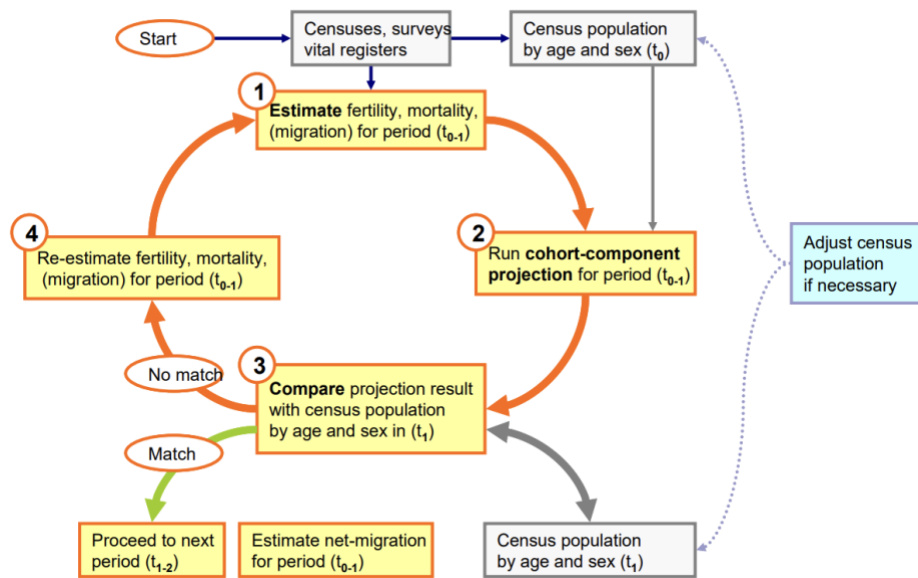 Start
Censuses, surveys
vital registers
Census population
by age and sex (t0)
1
Estimate fertility, mortality,
(migration) for period (t0-1)
2
Run cohort-component
projection for period (t0-1)
Adjust census
population
if necessary
4
Re-estimate fertility, mortality,
(migration) for period (t0-1)
3
Compare projection result
with census population
by age and sex in (t1)
No match
Match
Proceed to next
period (t1-2)
Estimate net-migration
for period (t0-1)
Census population
by age and sex (t1)